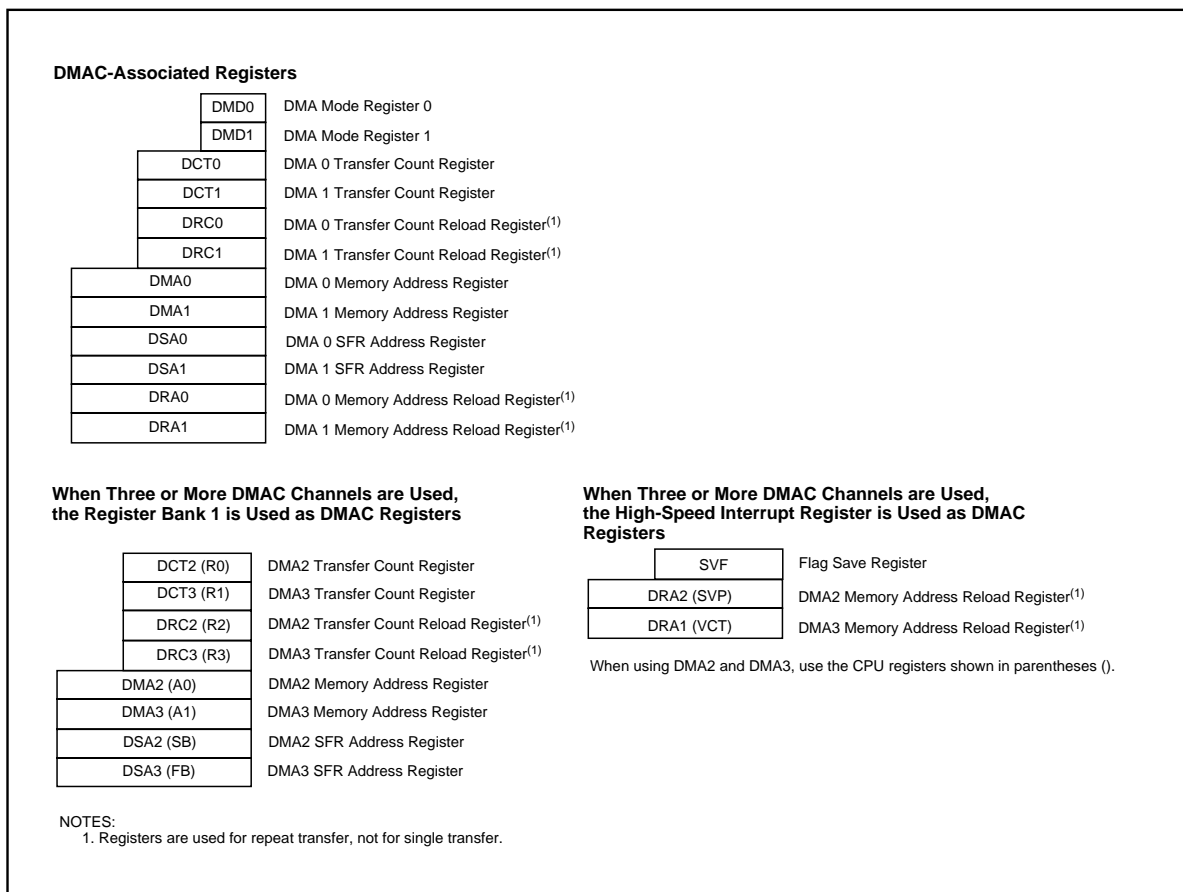 DMAC-Associated Registers
DMD0 DMA Mode Register 0
DMD1 DMA Mode Register 1
DCT0 DMA 0 Transfer Count Register
DCT1 DMA 1 Transfer Count Register
DRC0 DMA 0 Transfer Count Reload Register(1)
DRC1 DMA 1 Transfer Count Reload Register(1)
DMA0 DMA 0 Memory Address Register
DMA1 DMA 1 Memory Address Register
DSA0 DMA 0 SFR Address Register
DSA1 DMA 1 SFR Address Register
DRA0 DMA 0 Memory Address Reload Register(1)
DRA1 DMA 1 Memory Address Reload Register(1)
When Three or More DMAC Channels are Used,
the Register Bank 1 is Used as DMAC Registers
DCT2 (R0) DMA2 Transfer Count Register
DCT3 (R1) DMA3 Transfer Count Register
DRC2 (R2) DMA2 Transfer Count Reload Register(1)
DRC3 (R3) DMA3 Transfer Count Reload Register(1)
DMA2 (A0) DMA2 Memory Address Register
DMA3 (A1) DMA3 Memory Address Register
DSA2 (SB) DMA2 SFR Address Register
DSA3 (FB) DMA3 SFR Address Register
When Three or More DMAC Channels are Used,
the High-Speed Interrupt Register is Used as DMAC
Registers
SVF Flag Save Register
DRA2 (SVP) DMA2 Memory Address Reload Register(1)
DRA1 (VCT) DMA3 Memory Address Reload Register(1)
When using DMA2 and DMA3, use the CPU registers shown in parentheses ().
NOTES:
1. Registers are used for repeat transfer, not for single transfer.